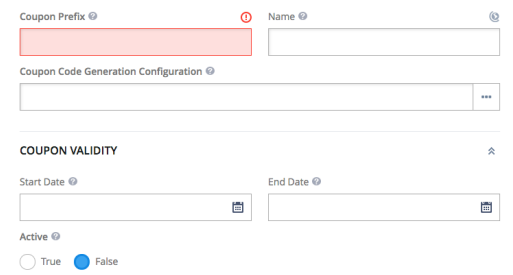 Coupon Prefix
Name
Coupon Code Generation Configuration
COUPON VALIDITY
Start Date
End Date
Active
True False